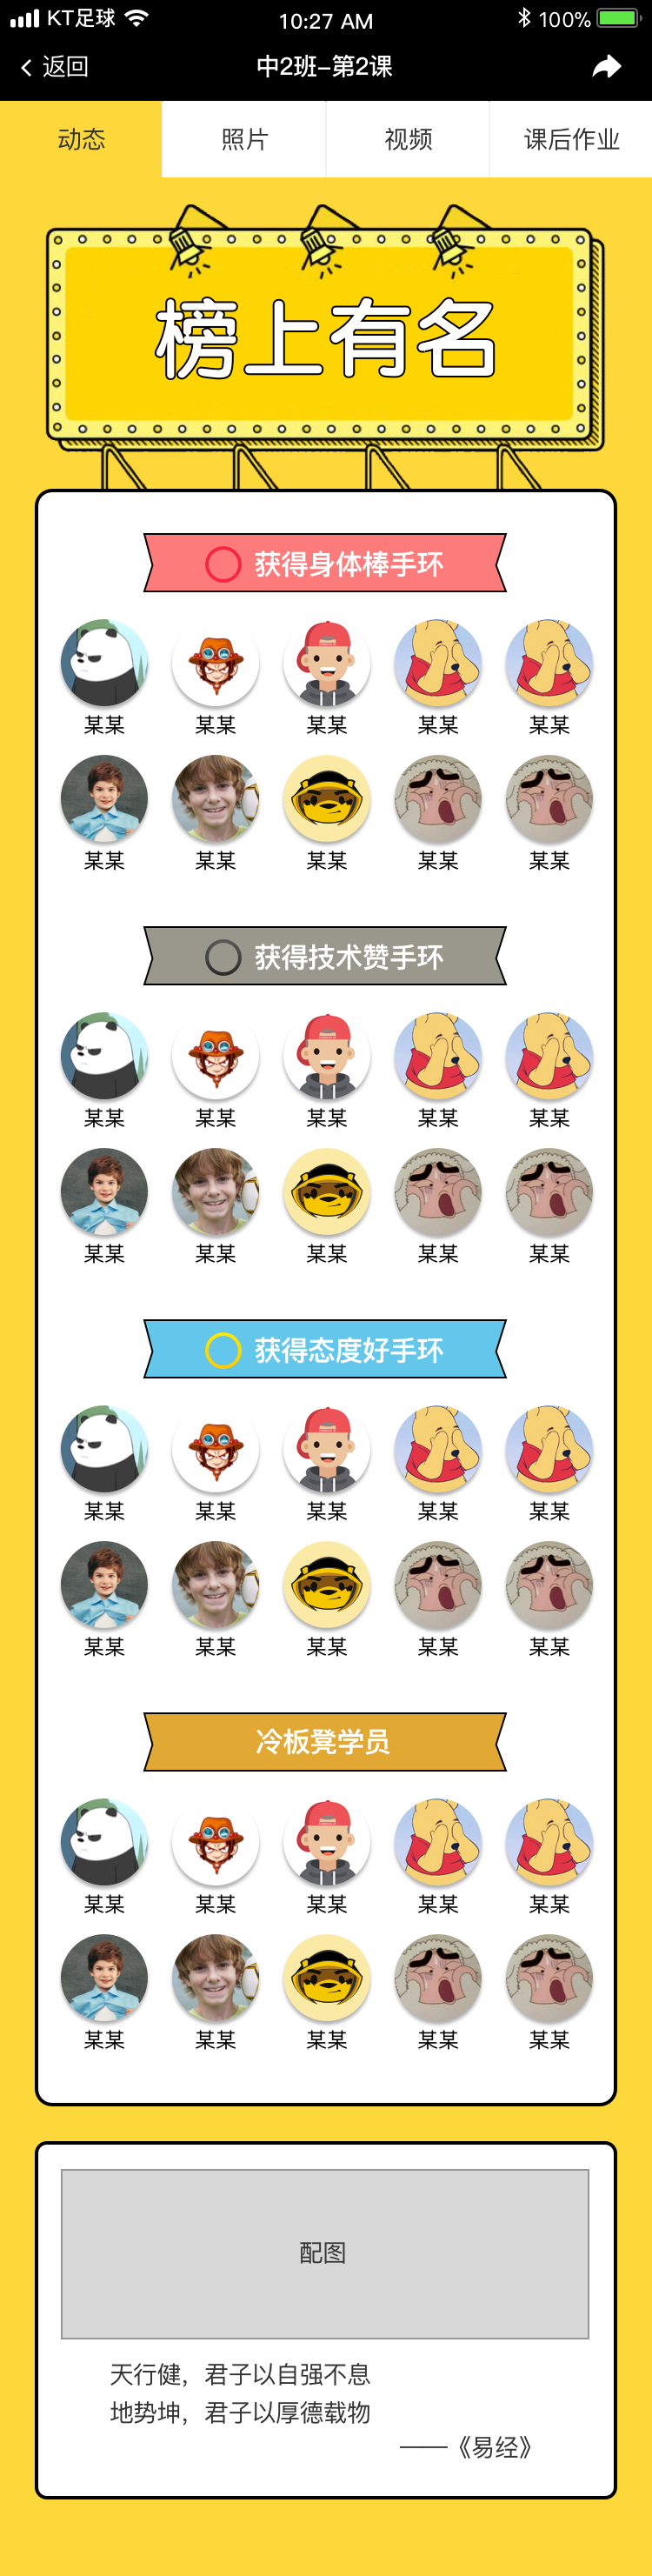 KT足球 10:27 AM 100%
返回 中2班-第2课
动态 照片 视频 课后作业
榜上有名
获得身体棒手环
某某 某某 某某 某某 某某
某某 某某 某某 某某 某某
获得技术赞手环
某某 某某 某某 某某 某某
某某 某某 某某 某某 某某
获得态度好手环
某某 某某 某某 某某 某某
某某 某某 某某 某某 某某
冷板凳学员
某某 某某 某某 某某 某某
某某 某某 某某 某某 某某
配图
天行健，君子以自强不息
地势坤，君子以厚德载物
——《易经》